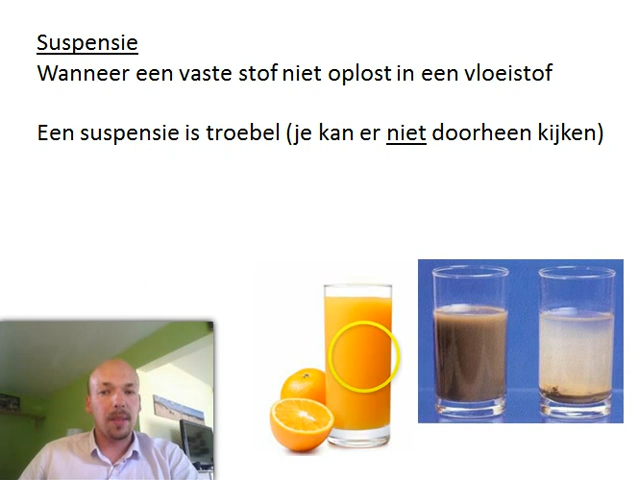 Suspensie
Wanneer een vaste stof niet oplost in een vloeistof
Een suspensie is troebel (je kan er niet doorheen kijken)